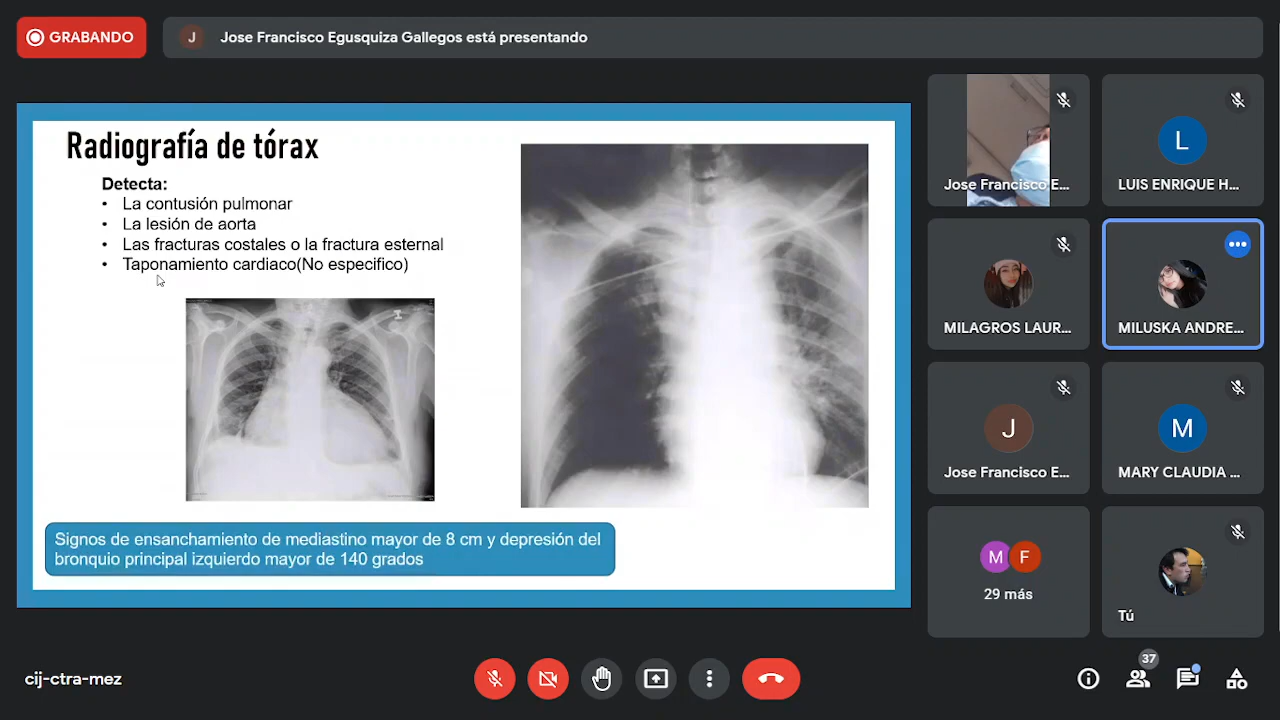 GRABANDO
J
Jose Francisco Egusquiza Gallegos está presentando
Radiografía de tórax
Detecta:
• La contusión pulmonar
• La lesión de aorta
• Las fracturas costales o la fractura esternal
• Taponamiento cardiaco(No especifico)
Signos de ensanchamiento de mediastino mayor de 8 cm y depresión del
bronquio principal izquierdo mayor de 140 grados
Jose Francisco E...
L
LUIS ENRIQUE H...
MILAGROS LAUR...
MILUSKA ANDRE...
J
Jose Francisco E...
M
MARY CLAUDIA ...
M F
29 más
Tú
cij-ctra-mez
37